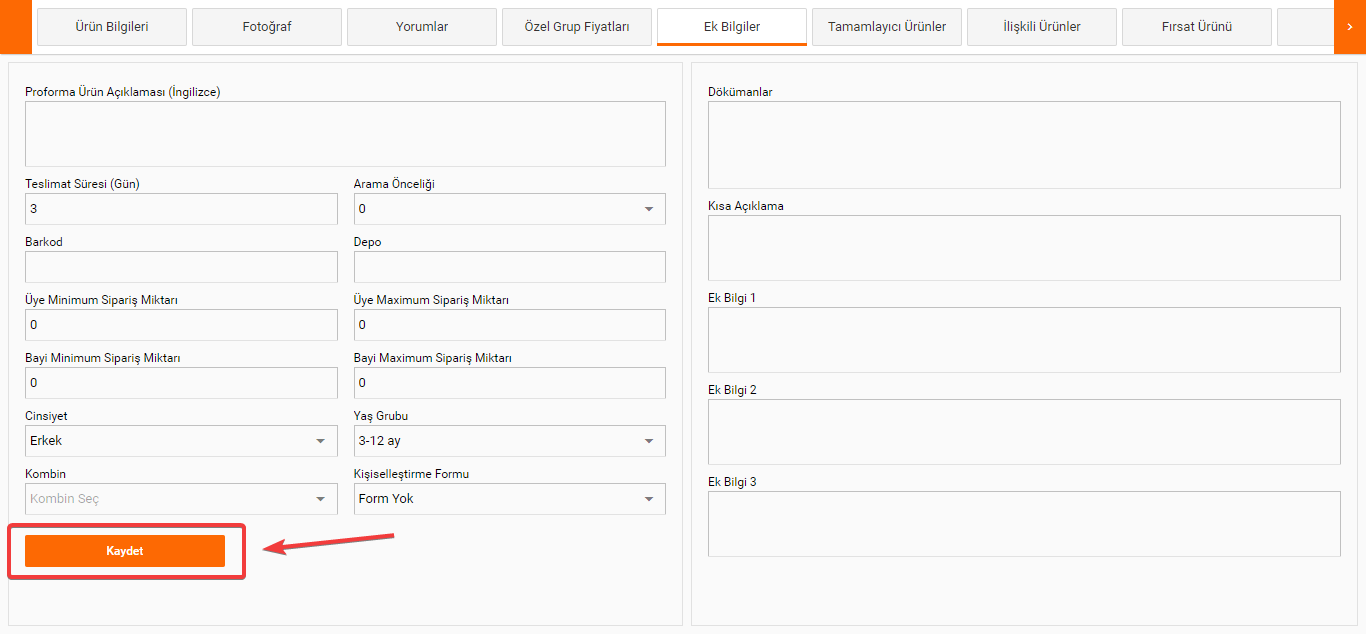 Ürün Bilgileri
Fotoğraf
Yorumlar
Özel Grup Fiyatları
Ek Bilgiler
Tamamlayıcı Ürünler
İlişkili Ürünler
Fırsat Ürünü
Proforma Ürün Açıklaması (İngilizce)
Teslimat Süresi (Gün)
Arama Önceliği
3
0
Barkod
Depo
Üye Minimum Sipariş Miktarı
Üye Maximum Sipariş Miktarı
0
0
Bayi Minimum Sipariş Miktarı
Bayi Maximum Sipariş Miktarı
0
0
Cinsiyet
Yaş Grubu
Erkek
3-12 ay
Kombin
Kişiselleştirme Formu
Kombin Seç
Form Yok
Kaydet
Dökümanlar
Kısa Açıklama
Ek Bilgi 1
Ek Bilgi 2
Ek Bilgi 3